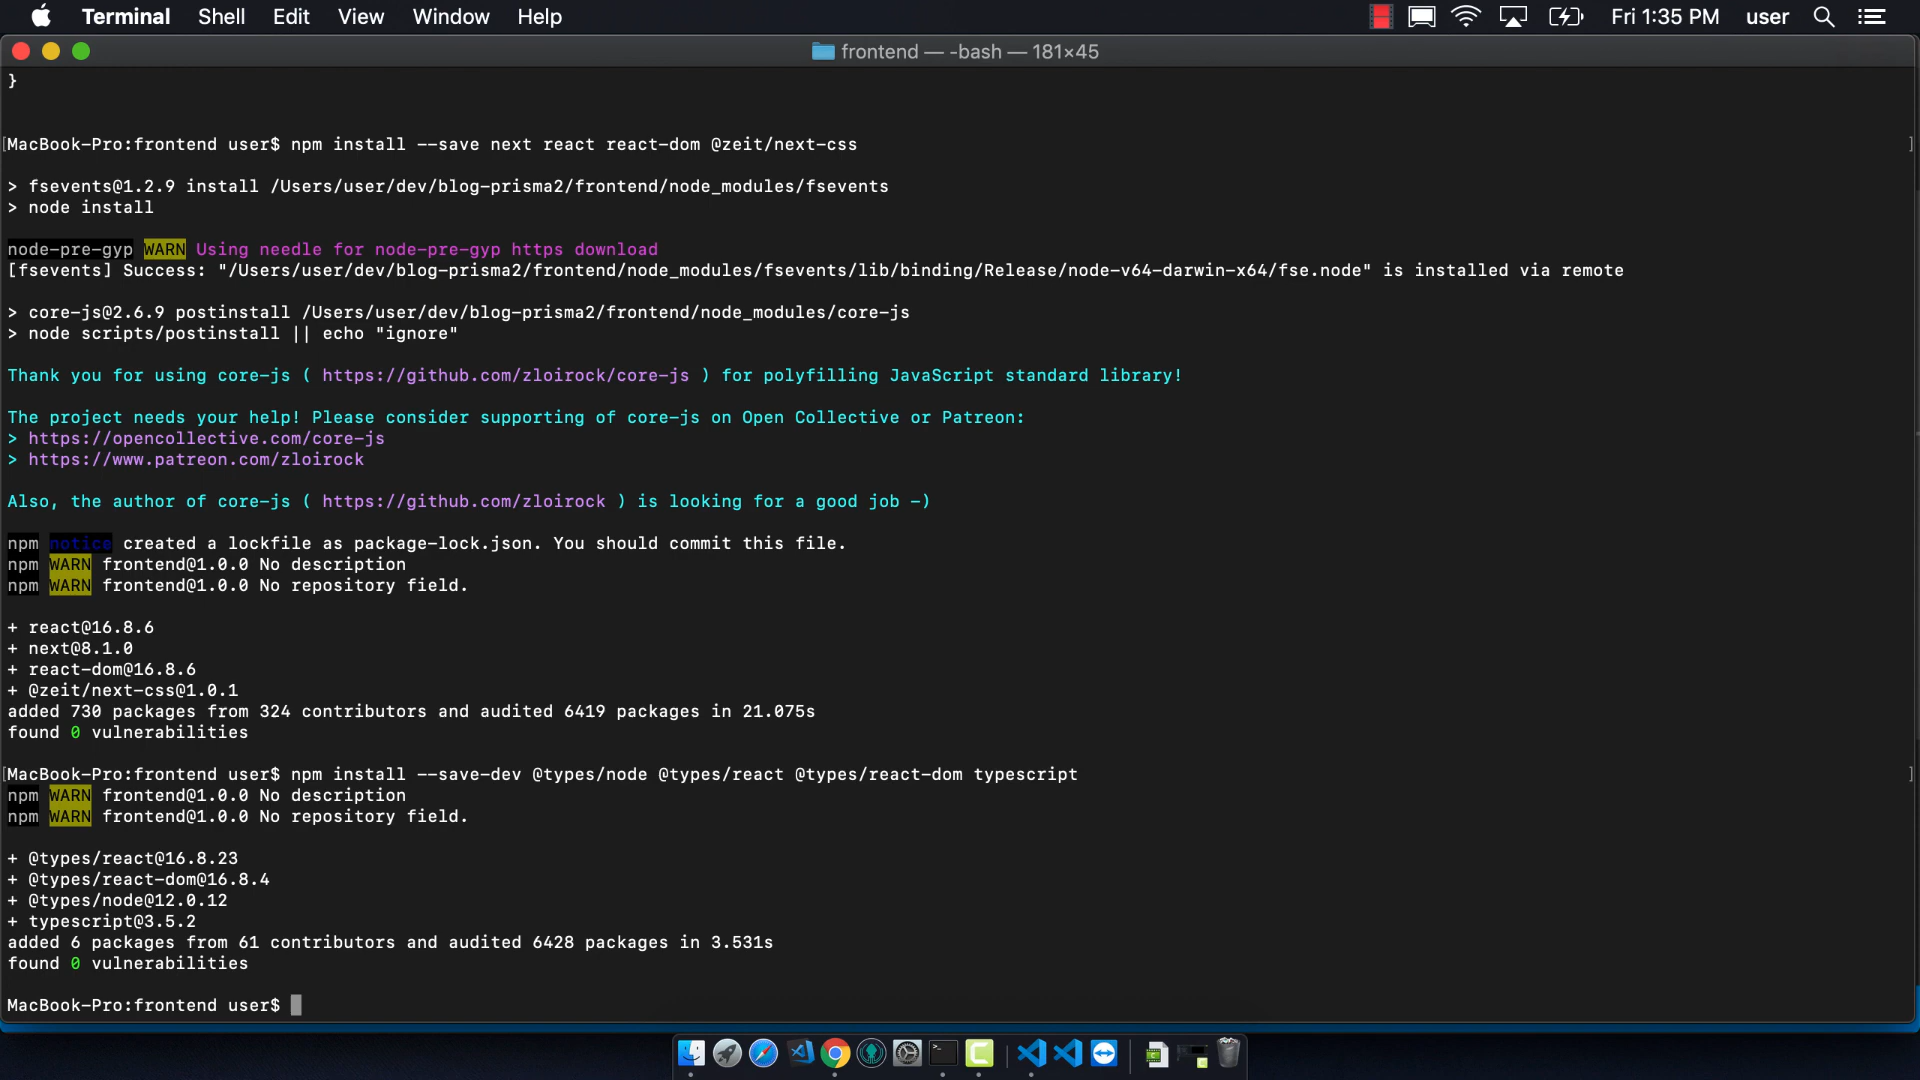 Terminal Shell Edit View Window Help Fri 1:35 PM user
frontend — -bash — 181×45
}
[MacBook-Pro:frontend user$ npm install --save next react react-dom @zeit/next-css ]
> fsevents@1.2.9 install /Users/user/dev/blog-prisma2/frontend/node_modules/fsevents
> node install
node-pre-gyp WARN Using needle for node-pre-gyp https download
[fsevents] Success: "/Users/user/dev/blog-prisma2/frontend/node_modules/fsevents/lib/binding/Release/node-v64-darwin-x64/fse.node" is installed via remote
> core-js@2.6.9 postinstall /Users/user/dev/blog-prisma2/frontend/node_modules/core-js
> node scripts/postinstall || echo "ignore"
Thank you for using core-js ( https://github.com/zloirock/core-js ) for polyfilling JavaScript standard library!
The project needs your help! Please consider supporting of core-js on Open Collective or Patreon:
> https://opencollective.com/core-js
> https://www.patreon.com/zloirock
Also, the author of core-js ( https://github.com/zloirock ) is looking for a good job -)
npm notice created a lockfile as package-lock.json. You should commit this file.
npm WARN frontend@1.0.0 No description
npm WARN frontend@1.0.0 No repository field.
+ react@16.8.6
+ next@8.1.0
+ react-dom@16.8.6
+ @zeit/next-css@1.0.1
added 730 packages from 324 contributors and audited 6419 packages in 21.075s
found 0 vulnerabilities
[MacBook-Pro:frontend user$ npm install --save-dev @types/node @types/react @types/react-dom typescript ]
npm WARN frontend@1.0.0 No description
npm WARN frontend@1.0.0 No repository field.
+ @types/react@16.8.23
+ @types/react-dom@16.8.4
+ @types/node@12.0.12
+ typescript@3.5.2
added 6 packages from 61 contributors and audited 6428 packages in 3.531s
found 0 vulnerabilities
MacBook-Pro:frontend user$